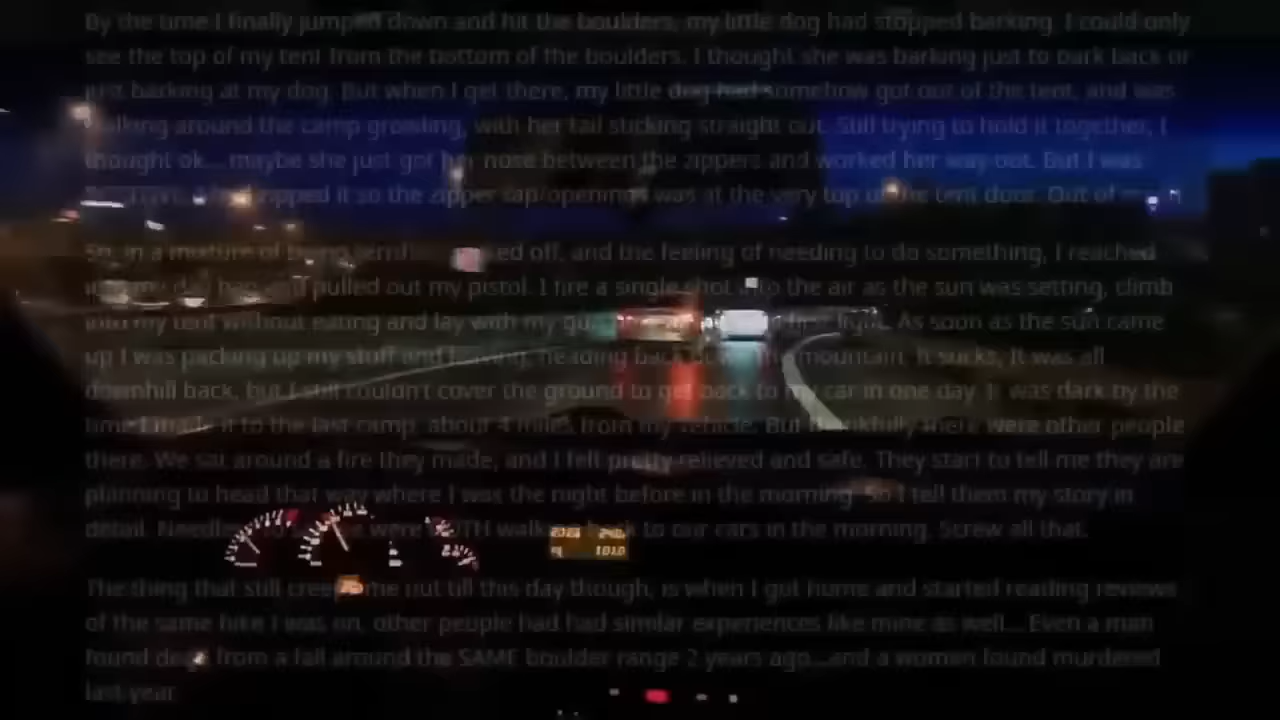 By the time I finally jumped down and hit the boulders, my little dog had stopped barking. I could only
see the top of my tent from the bottom of the boulders. I thought she was barking just to bark back or
just barking at my dog. But when I get there, my little dog had somehow got out of the tent, and was
walking around the camp growling, with her tail sticking straight out. Still trying to hold it together, I
thought ok... maybe she just got her nose between the zippers and worked her way out. But I was
zipped it so the zipper tap/openings was at the very top of the tent door. Out of
So, in a mixture of being off, and the feeling of needing to do something, I reached
pulled out my pistol. I fire a single shot into the air as the sun was setting, climb
into my tent without eating and lay with my light. As soon as the sun came
up I was packing up my stuff and heading back the mountain. It sucks, it was all
downhill back, but I still couldn't cover the ground to get back to my car in one day. It was dark by the
time I made it to the last camp, about 4 miles from my vehicle. But thankfully there were other people
there. We sat around a fire they made, and I felt pretty relieved and safe. They start to tell me they are
planning to head that way where I was the night before in the morning. So I tell them my story in
detail. were to our cars in the morning. Screw all that.
The thing that still creeps me out till this day though, is when I got home and started reading reviews
of the same hike I was on, other people had had similar experiences like mine as well... Even a man
found dead from a fall around the SAME boulder range 2 years ago...and a women found murdered
last year.
1010